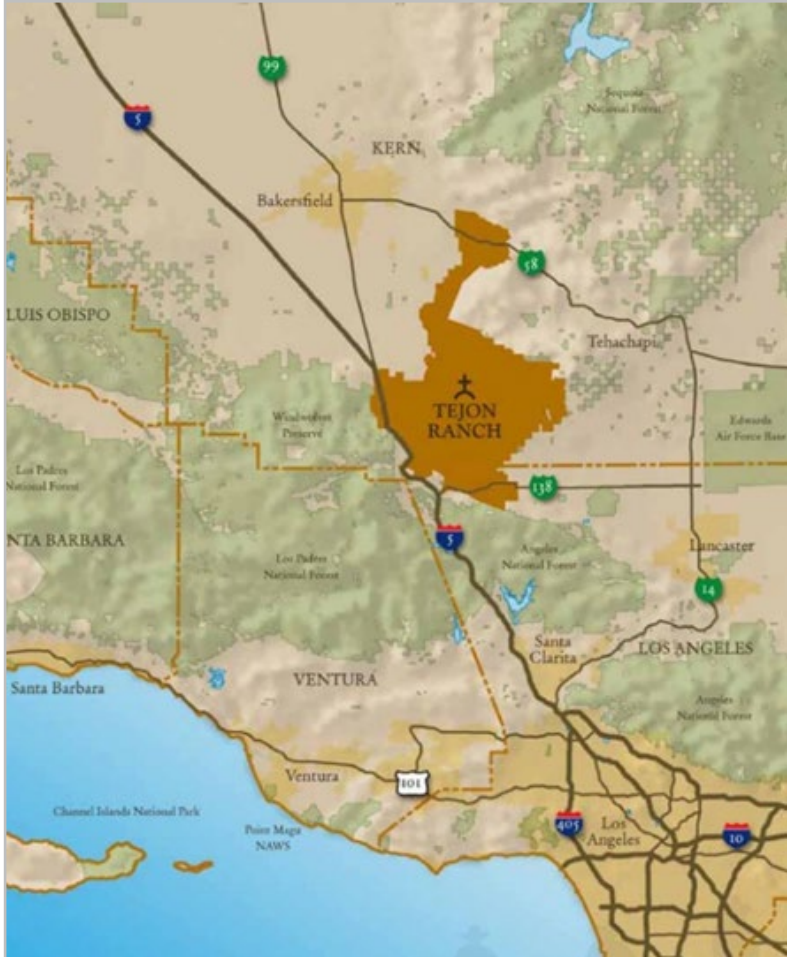 99
5
Sequoia
National Forest
KERN
Bakersfield
58
LUIS OBISPO
Tehachapi
TEJON
RANCH
Windwolves
Preserve
Edwards
Air Force Base
Los Padres
National Forest
138
NTA BARBARA
5
Lancaster
Los Padres
National Forest
Angeles
National Forest
14
Santa
Clarita
LOS ANGELES
Santa Barbara
VENTURA
Angeles
National Forest
Ventura
101
Channel Islands National Park
Point Magu
NAWS
405
Los
Angeles
10